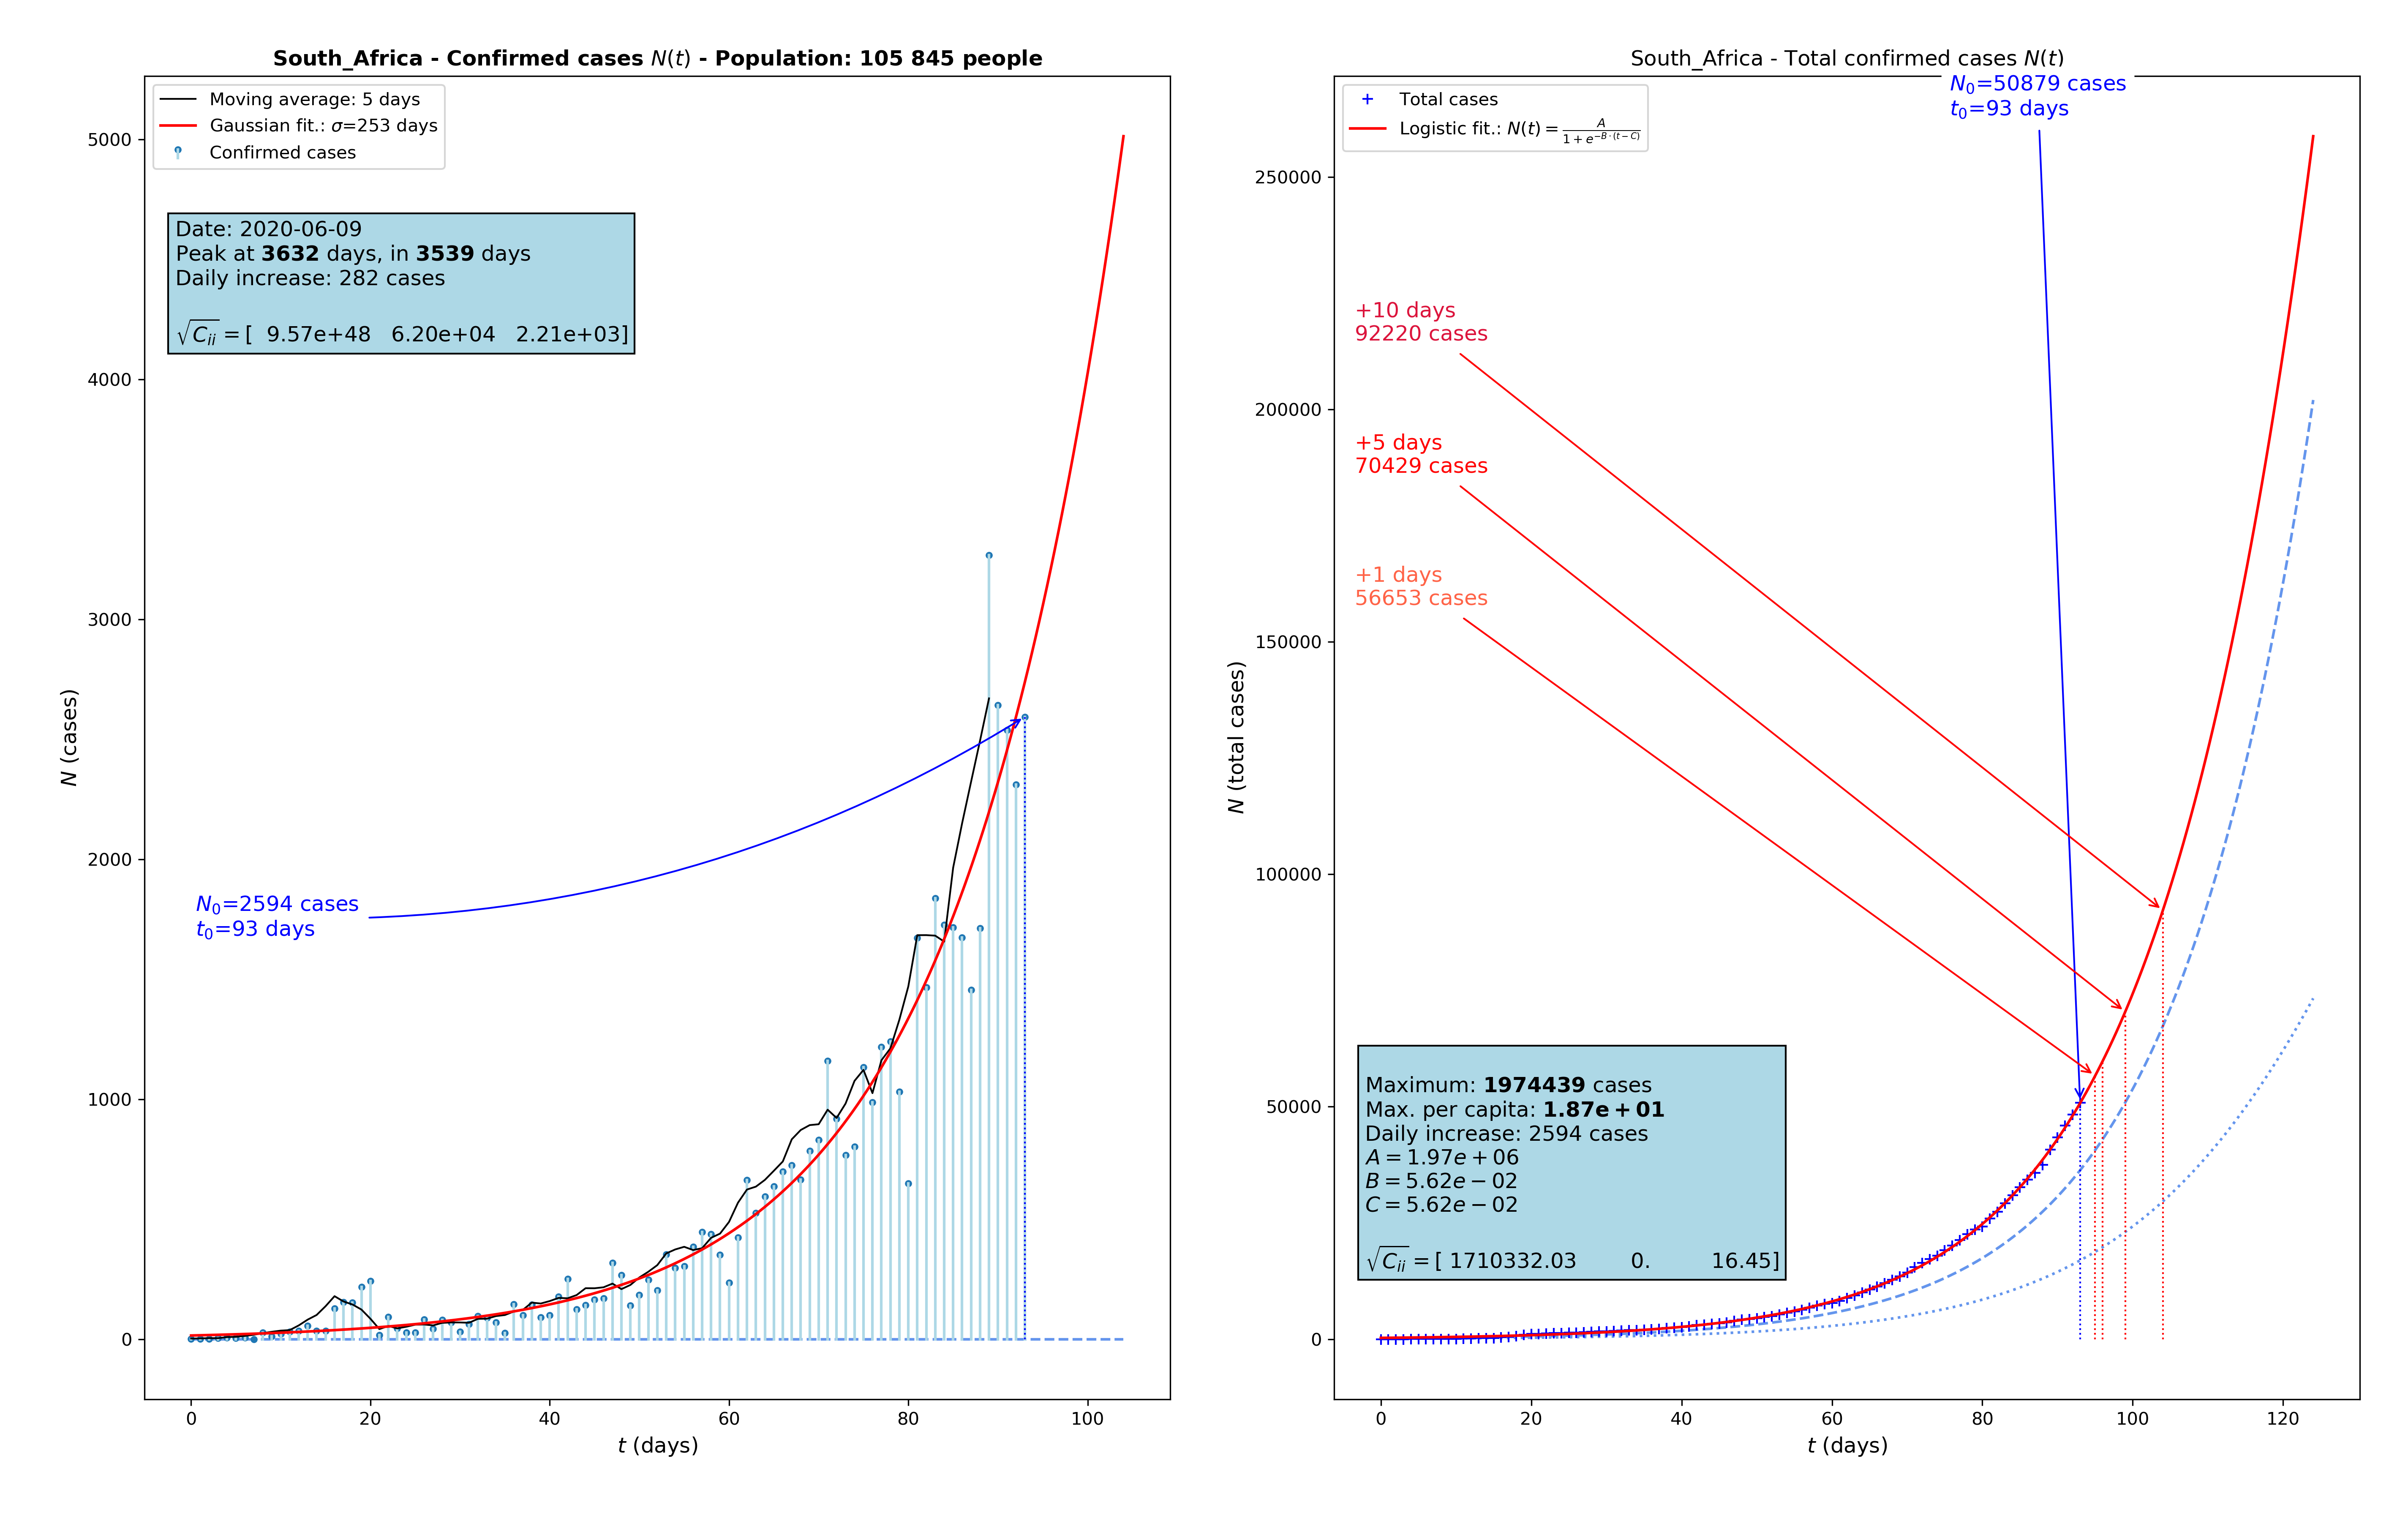 South_Africa - Confirmed cases N(t) - Population: 105 845 people
Moving average: 5 days
Gaussian fit.: σ=253 days
Confirmed cases
Date: 2020-06-09
Peak at 3632 days, in 3539 days
Daily increase: 282 cases
√Cᵢᵢ = [ 9.57e+48 6.20e+04 2.21e+03]
N₀=2594 cases
t₀=93 days
N (cases)
5000
4000
3000
2000
1000
0
0 20 40 60 80 100
t (days)
South_Africa - Total confirmed cases N(t)
N₀=50879 cases
t₀=93 days
Total cases
Logistic fit.: N(t) = A / (1 + e^(−B·(t−C)))
+10 days
92220 cases
+5 days
70429 cases
+1 days
56653 cases
Maximum: 1974439 cases
Max. per capita: 1.87e + 01
Daily increase: 2594 cases
A = 1.97e + 06
B = 5.62e − 02
C = 5.62e − 02
√Cᵢᵢ = [ 1710332.03 0. 16.45]
N (total cases)
250000
200000
150000
100000
50000
0
0 20 40 60 80 100 120
t (days)